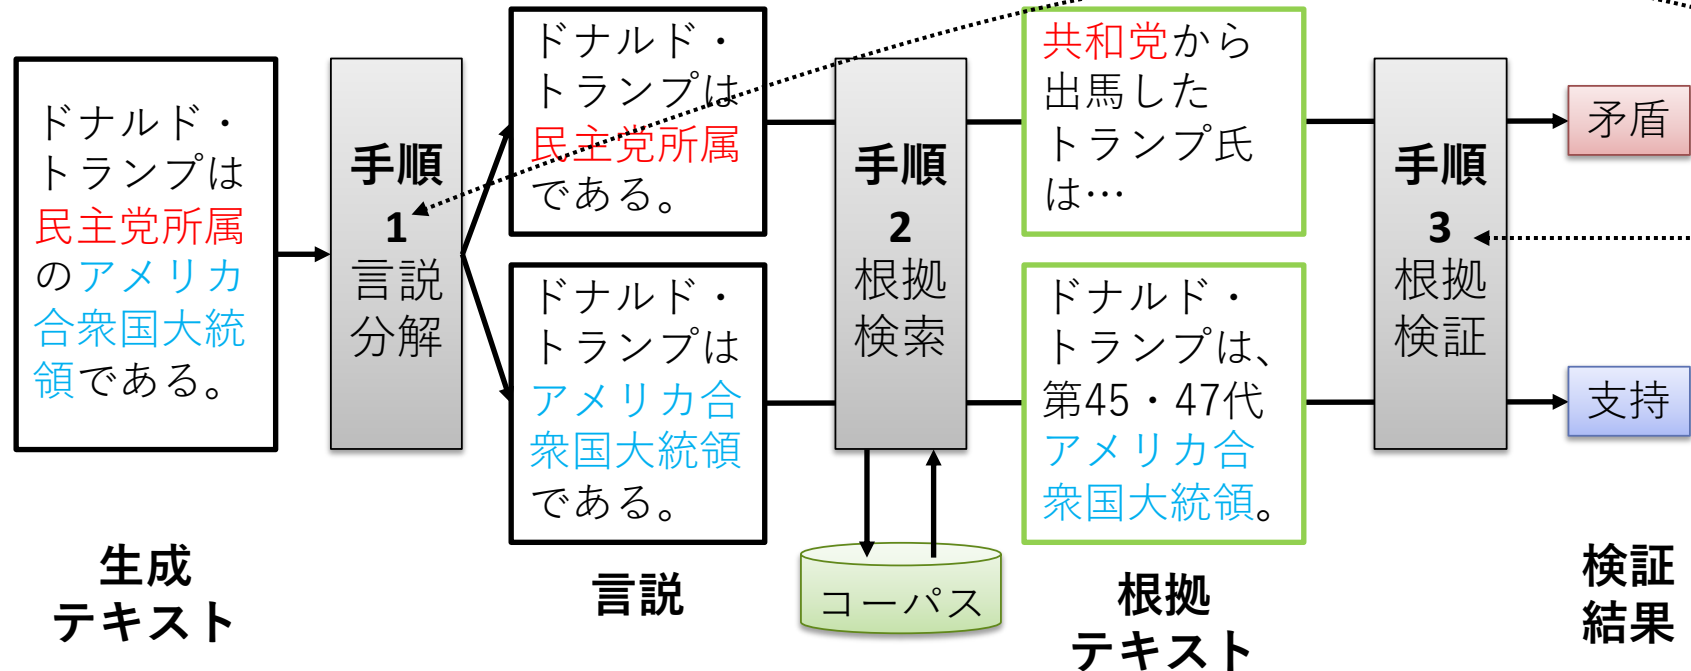 ドナルド・
トランプは
民主党所属
のアメリカ
合衆国大統
領である。
生成
テキスト
手順
1
言説
分解
ドナルド・
トランプは
民主党所属
である。
ドナルド・
トランプは
アメリカ合
衆国大統領
である。
言説
手順
2
根拠
検索
コーパス
共和党から
出馬した
トランプ氏
は…
ドナルド・
トランプは、
第45・47代
アメリカ合
衆国大統領。
根拠
テキスト
手順
3
根拠
検証
矛盾
支持
検証
結果